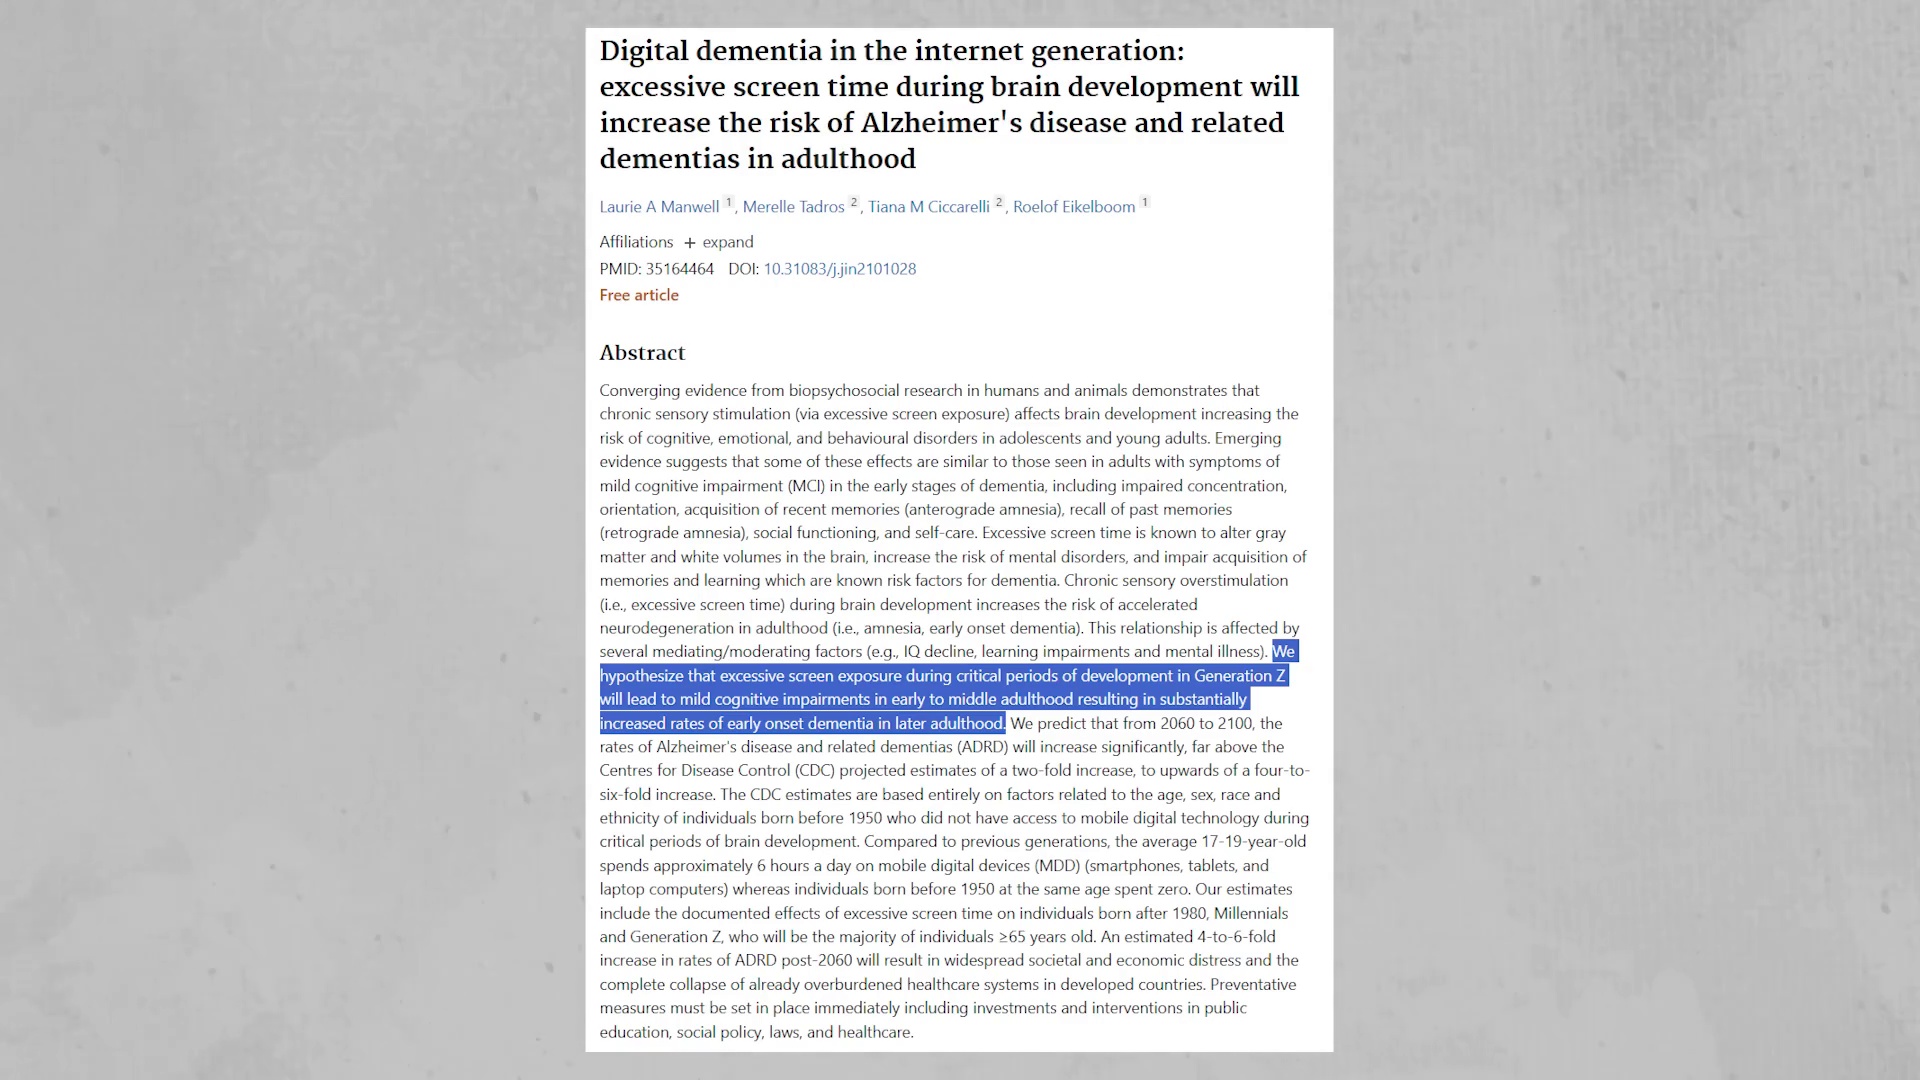 Digital dementia in the internet generation:
excessive screen time during brain development will
increase the risk of Alzheimer's disease and related
dementias in adulthood
Laurie A Manwell 1, Merelle Tadros 2, Tiana M Ciccarelli 2, Roelof Eikelboom 1
Affiliations + expand
PMID: 35164464 DOI: 10.31083/j.jin2101028
Free article
Abstract
Converging evidence from biopsychosocial research in humans and animals demonstrates that
chronic sensory stimulation (via excessive screen exposure) affects brain development increasing the
risk of cognitive, emotional, and behavioural disorders in adolescents and young adults. Emerging
evidence suggests that some of these effects are similar to those seen in adults with symptoms of
mild cognitive impairment (MCI) in the early stages of dementia, including impaired concentration,
orientation, acquisition of recent memories (anterograde amnesia), recall of past memories
(retrograde amnesia), social functioning, and self-care. Excessive screen time is known to alter gray
matter and white volumes in the brain, increase the risk of mental disorders, and impair acquisition of
memories and learning which are known risk factors for dementia. Chronic sensory overstimulation
(i.e., excessive screen time) during brain development increases the risk of accelerated
neurodegeneration in adulthood (i.e., amnesia, early onset dementia). This relationship is affected by
several mediating/moderating factors (e.g., IQ decline, learning impairments and mental illness). We
hypothesize that excessive screen exposure during critical periods of development in Generation Z
will lead to mild cognitive impairments in early to middle adulthood resulting in substantially
increased rates of early onset dementia in later adulthood. We predict that from 2060 to 2100, the
rates of Alzheimer's disease and related dementias (ADRD) will increase significantly, far above the
Centres for Disease Control (CDC) projected estimates of a two-fold increase, to upwards of a four-to-
six-fold increase. The CDC estimates are based entirely on factors related to the age, sex, race and
ethnicity of individuals born before 1950 who did not have access to mobile digital technology during
critical periods of brain development. Compared to previous generations, the average 17-19-year-old
spends approximately 6 hours a day on mobile digital devices (MDD) (smartphones, tablets, and
laptop computers) whereas individuals born before 1950 at the same age spent zero. Our estimates
include the documented effects of excessive screen time on individuals born after 1980, Millennials
and Generation Z, who will be the majority of individuals ≥65 years old. An estimated 4-to-6-fold
increase in rates of ADRD post-2060 will result in widespread societal and economic distress and the
complete collapse of already overburdened healthcare systems in developed countries. Preventative
measures must be set in place immediately including investments and interventions in public
education, social policy, laws, and healthcare.